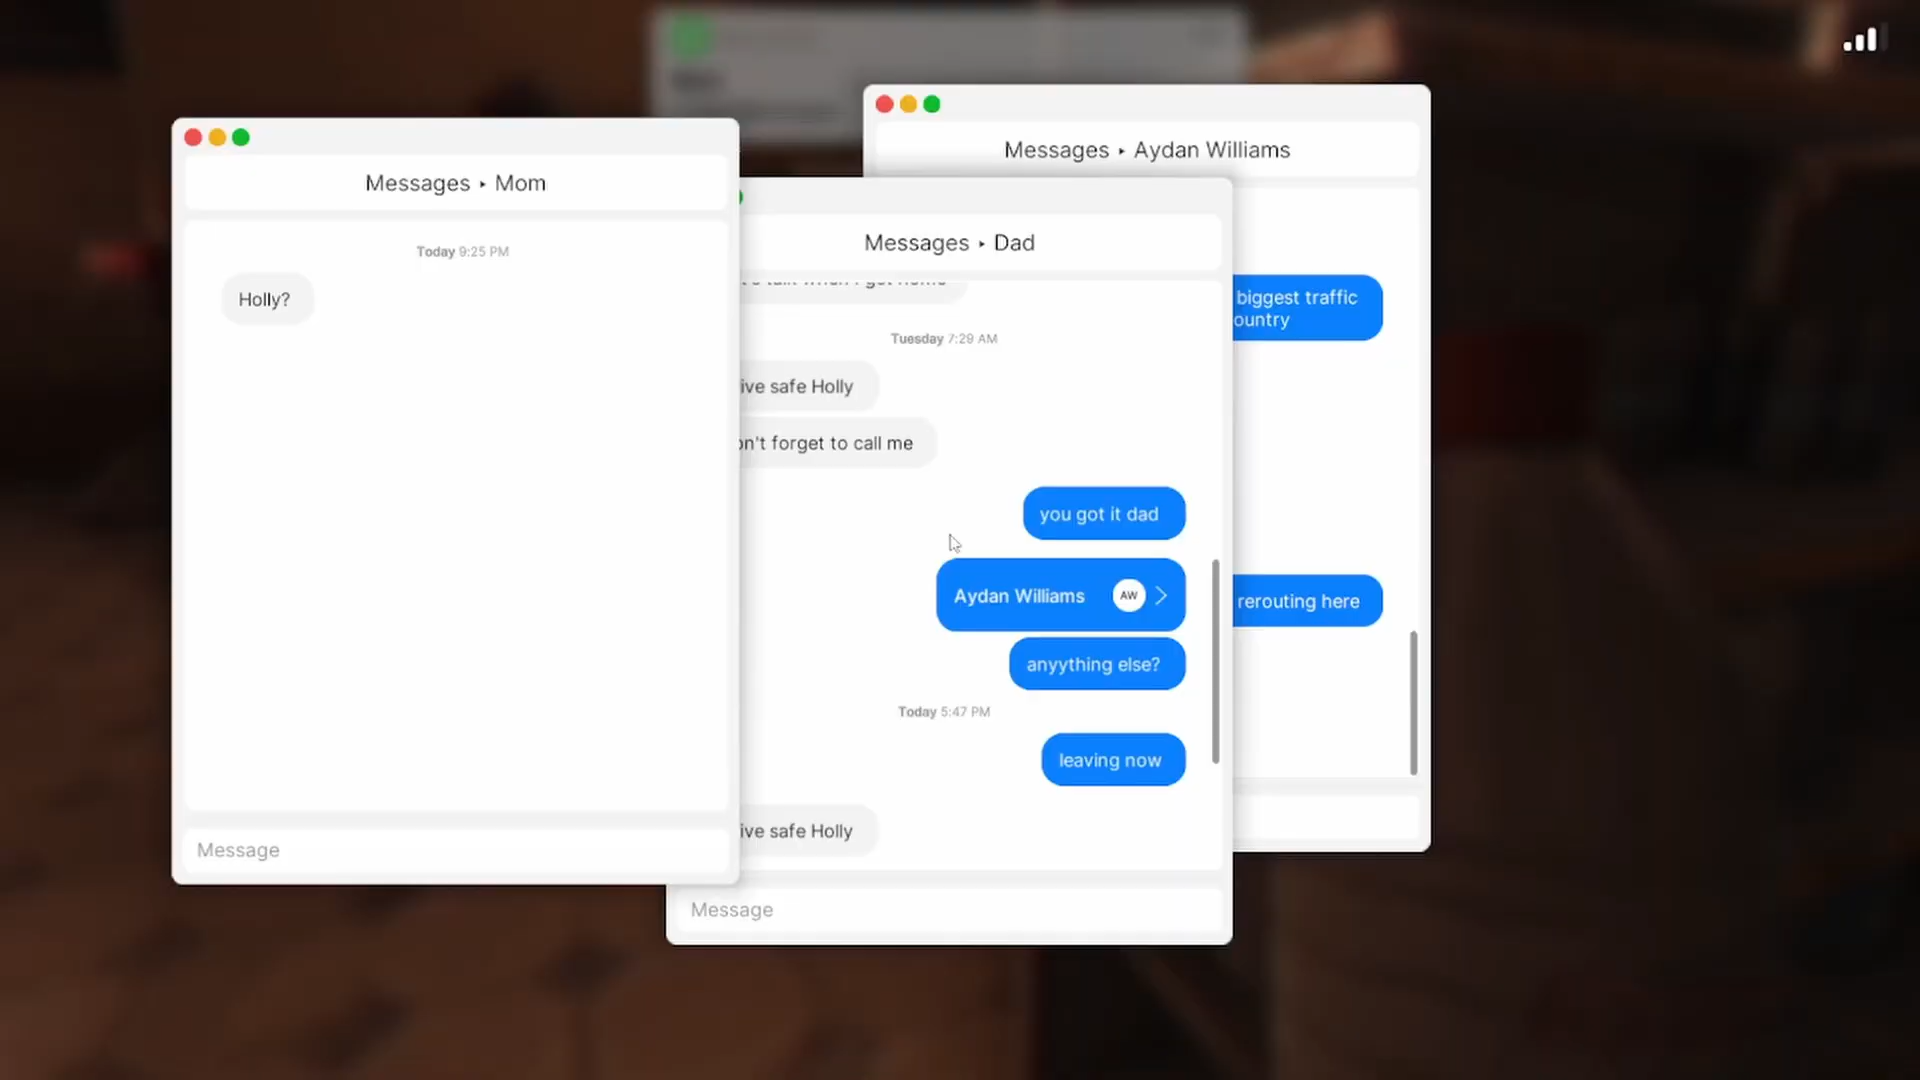 Messages ‣ Mom
Today 9:25 PM
Holly?
Message
Messages ‣ Dad
Tuesday 7:29 AM
ive safe Holly
on't forget to call me
you got it dad
Aydan Williams AW
anyything else?
Today 5:47 PM
leaving now
ive safe Holly
Message
Messages ‣ Aydan Williams
biggest traffic
ountry
rerouting here